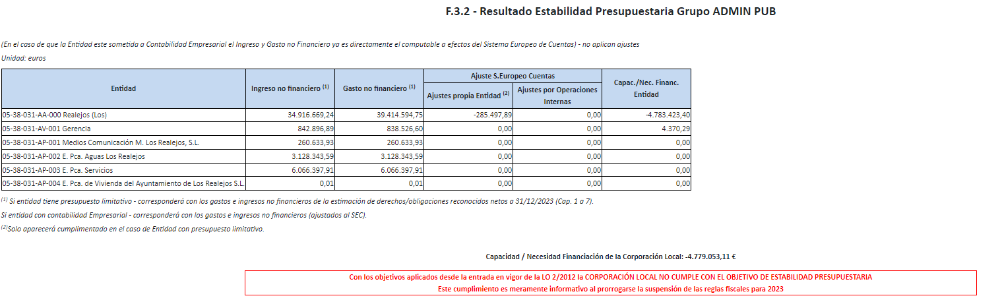 F.3.2 - Resultado Estabilidad Presupuestaria Grupo ADMIN PUB
(En el caso de que la Entidad este sometida a Contabilidad Empresarial el Ingreso y Gasto no Financiero ya es directamente el computable a efectos del Sistema Europeo de Cuentas) - no aplican ajustes
Unidad: euros
Entidad Ingreso no financiero (1) Gasto no financiero (1) Ajuste S.Europeo Cuentas Capac./Nec. Financ. Entidad
Ajustes propia Entidad (2) Ajustes por Operaciones Internas
05-38-031-AA-000 Realejos (Los) 34.916.669,24 39.414.594,75 -285.497,89 0,00 -4.783.423,40
05-38-031-AV-001 Gerencia 842.896,89 838.526,60 0,00 0,00 4.370,29
05-38-031-AP-001 Medios Comunicación M. Los Realejos, S.L. 260.633,93 260.633,93 0,00 0,00 0,00
05-38-031-AP-002 E. Pca. Aguas Los Realejos 3.128.343,59 3.128.343,59 0,00 0,00 0,00
05-38-031-AP-003 E. Pca. Servicios 6.066.397,91 6.066.397,91 0,00 0,00 0,00
05-38-031-AP-004 E. Pca. de Vivienda del Ayuntamiento de Los Realejos S.L. 0,01 0,01 0,00 0,00 0,00
(1) Si entidad tiene presupuesto limitativo - corresponderá con los gastos e ingresos no financieros de la estimación de derechos/obligaciones reconocidos netos a 31/12/2023 (Cap. 1 a 7).
Si entidad con contabilidad Empresarial - corresponderá con los gastos e ingresos no financieros (ajustados al SEC).
(2)Solo aparecerá cumplimentado en el caso de Entidad con presupuesto limitativo.
Capacidad / Necesidad Financiación de la Corporación Local: -4.779.053,11 €
Con los objetivos aplicados desde la entrada en vigor de la LO 2/2012 la CORPORACIÓN LOCAL NO CUMPLE CON EL OBJETIVO DE ESTABILIDAD PRESUPUESTARIA
Este cumplimiento es meramente informativo al prorrogarse la suspensión de las reglas fiscales para 2023